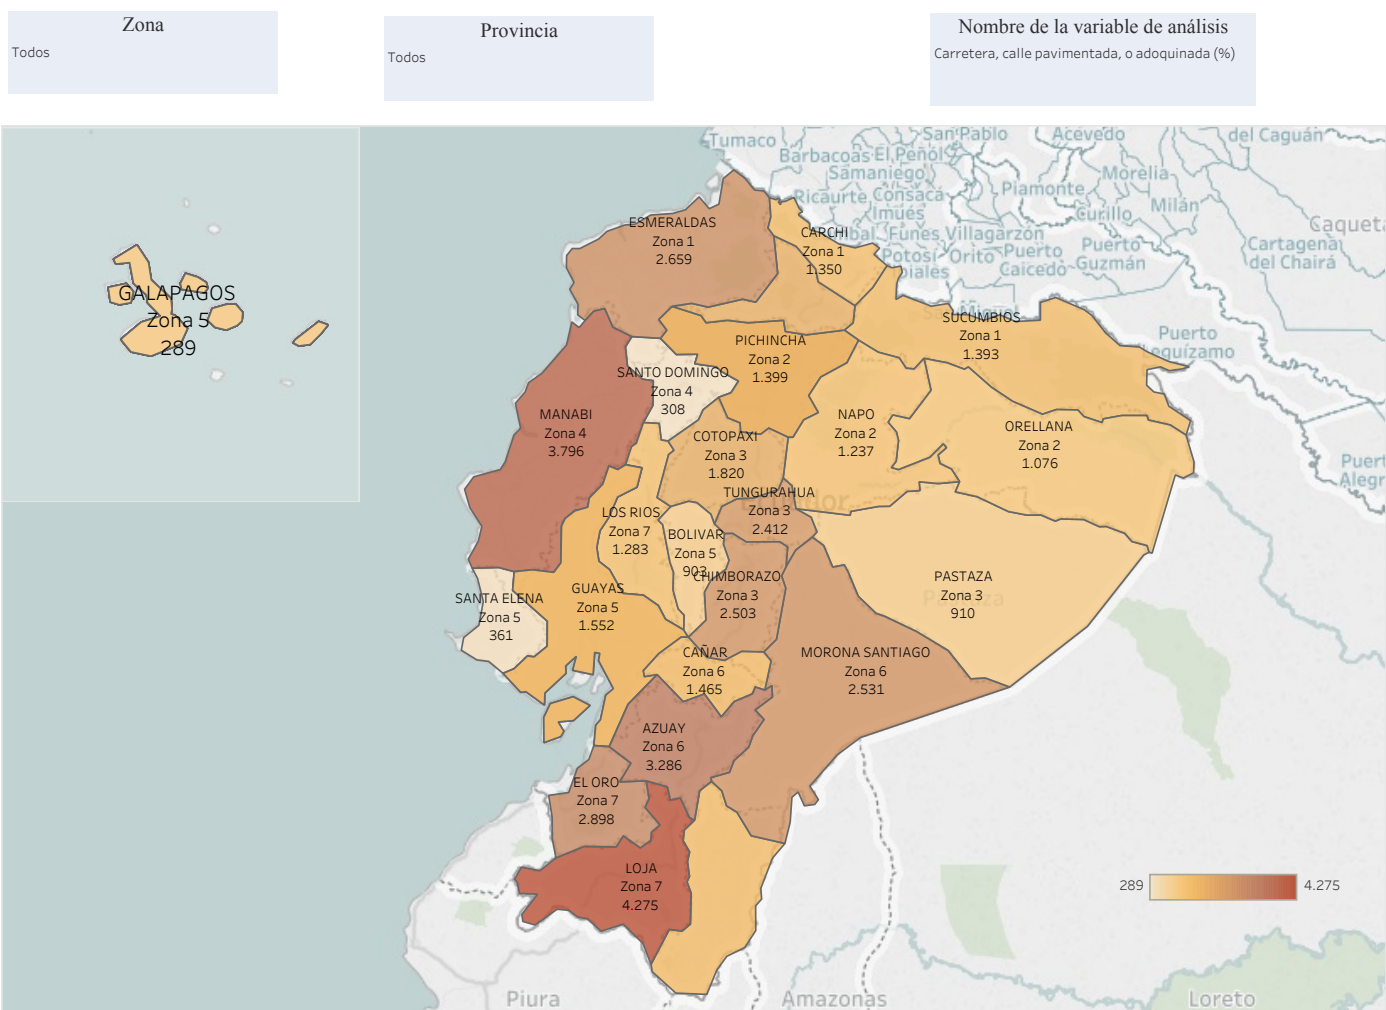 Zona
Todos
Provincia
Todos
Nombre de la variable de análisis
Carretera, calle pavimentada, o adoquinada (%)
Tumaco
San Pablo
Acevedo
del Caguán
Barbacoas
El Peñol
Samaniego
Morelia
Ricaurte
Consacá
Piamonte
Milán
Imués
Curillo
Funes
Villagarzón
Caqueta
Potosí
Orito
Puerto
Caicedo
Puerto
Guzmán
Cartagena
del Chairá
ESMERALDAS
Zona 1
2.659
CARCHI
Zona 1
1.350
GALAPAGOS
Zona 5
289
SUCUMBIOS
Zona 1
1.393
Puerto
Leguízamo
PICHINCHA
Zona 2
1.399
SANTO DOMINGO
Zona 4
308
MANABI
Zona 4
3.796
NAPO
Zona 2
1.237
ORELLANA
Zona 2
1.076
COTOPAXI
Zona 3
1.820
Puert
Alegr
TUNGURAHUA
Zona 3
2.412
LOS RIOS
Zona 7
1.283
BOLIVAR
Zona 5
903
CHIMBORAZO
Zona 3
2.503
PASTAZA
Zona 3
910
Pastaza
GUAYAS
Zona 5
1.552
SANTA ELENA
Zona 5
361
CAÑAR
Zona 6
1.465
MORONA SANTIAGO
Zona 6
2.531
AZUAY
Zona 6
3.286
EL ORO
Zona 7
2.898
LOJA
Zona 7
4.275
289
4.275
Piura
Amazonas
Loreto